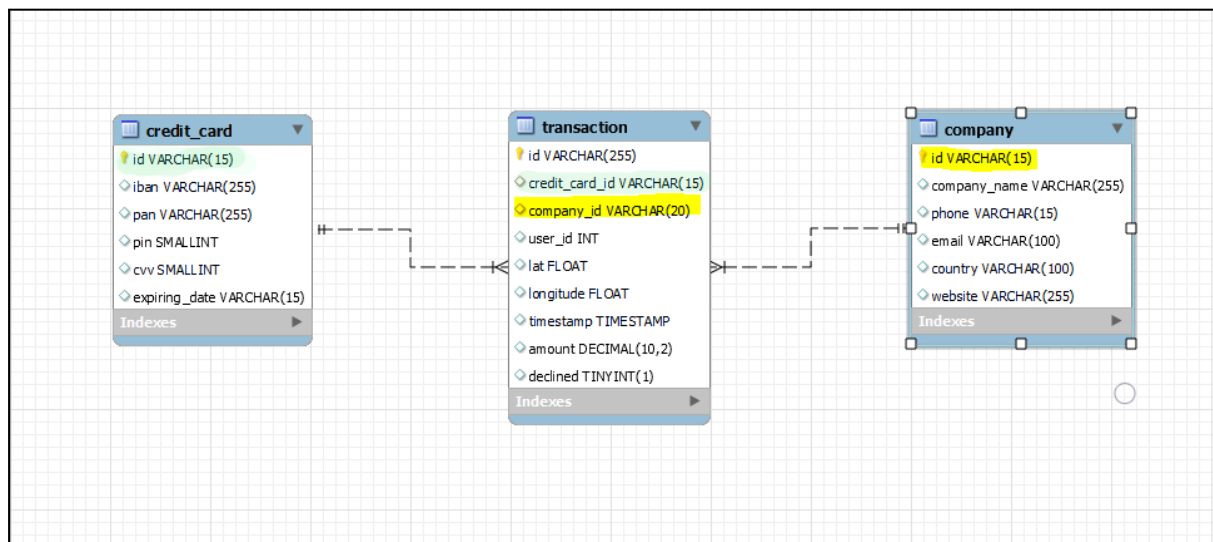 credit_card
id VARCHAR(15)
iban VARCHAR(255)
pan VARCHAR(255)
pin SMALLINT
cvv SMALLINT
expiring_date VARCHAR(15)
Indexes
transaction
id VARCHAR(255)
credit_card_id VARCHAR(15)
company_id VARCHAR(20)
user_id INT
lat FLOAT
longitude FLOAT
timestamp TIMESTAMP
amount DECIMAL(10,2)
declined TINYINT(1)
Indexes
company
id VARCHAR(15)
company_name VARCHAR(255)
phone VARCHAR(15)
email VARCHAR(100)
country VARCHAR(100)
website VARCHAR(255)
Indexes